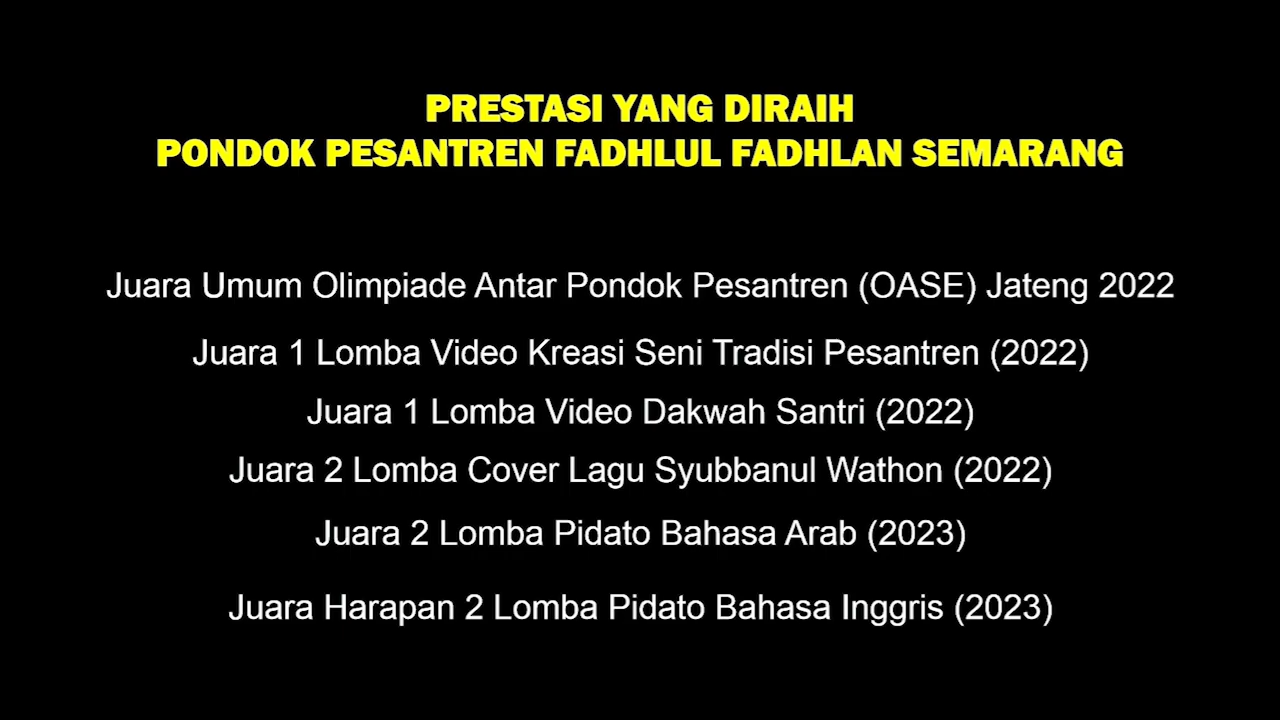 PRESTASI YANG DIRAIH
PONDOK PESANTREN FADHLUL FADHLAN SEMARANG
Juara Umum Olimpiade Antar Pondok Pesantren (OASE) Jateng 2022
Juara 1 Lomba Video Kreasi Seni Tradisi Pesantren (2022)
Juara 1 Lomba Video Dakwah Santri (2022)
Juara 2 Lomba Cover Lagu Syubbanul Wathon (2022)
Juara 2 Lomba Pidato Bahasa Arab (2023)
Juara Harapan 2 Lomba Pidato Bahasa Inggris (2023)